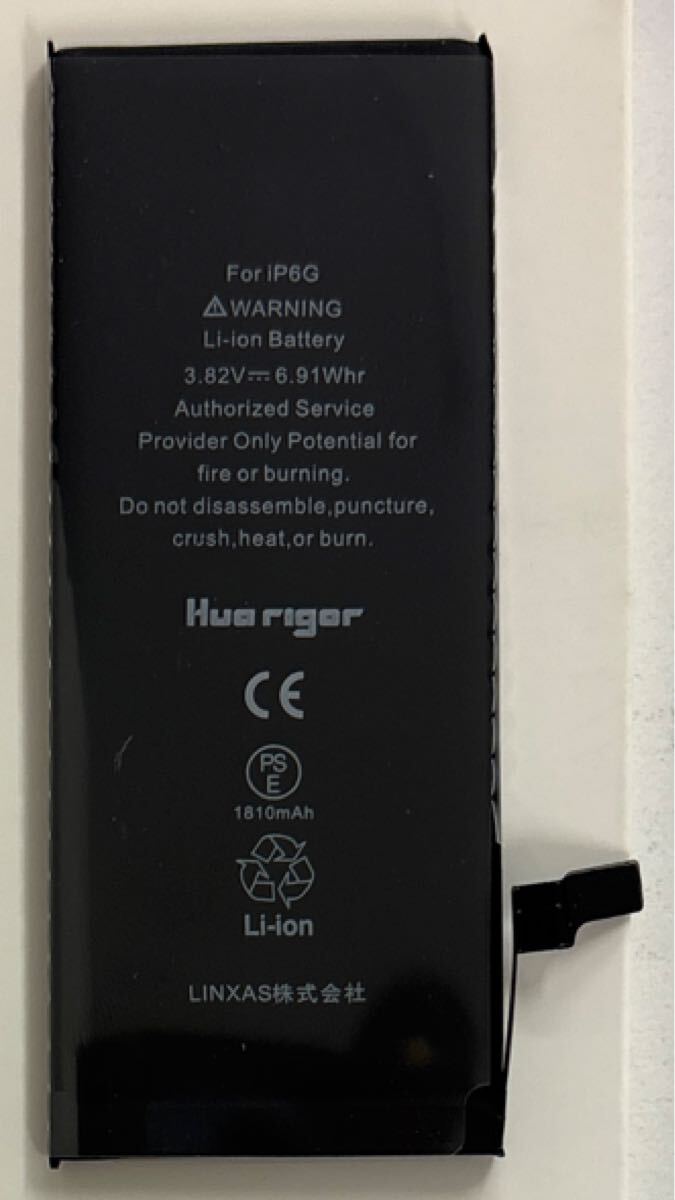 For iP6G
⚠WARNING
Li-ion Battery
3.82V⎓6.91Whr
Authorized Service
Provider Only Potential for
fire or burning.
Do not disassemble,puncture,
crush,heat,or burn.
Huarigor
CE
PS
E
1810mAh
Li-ion
LINXAS株式会社